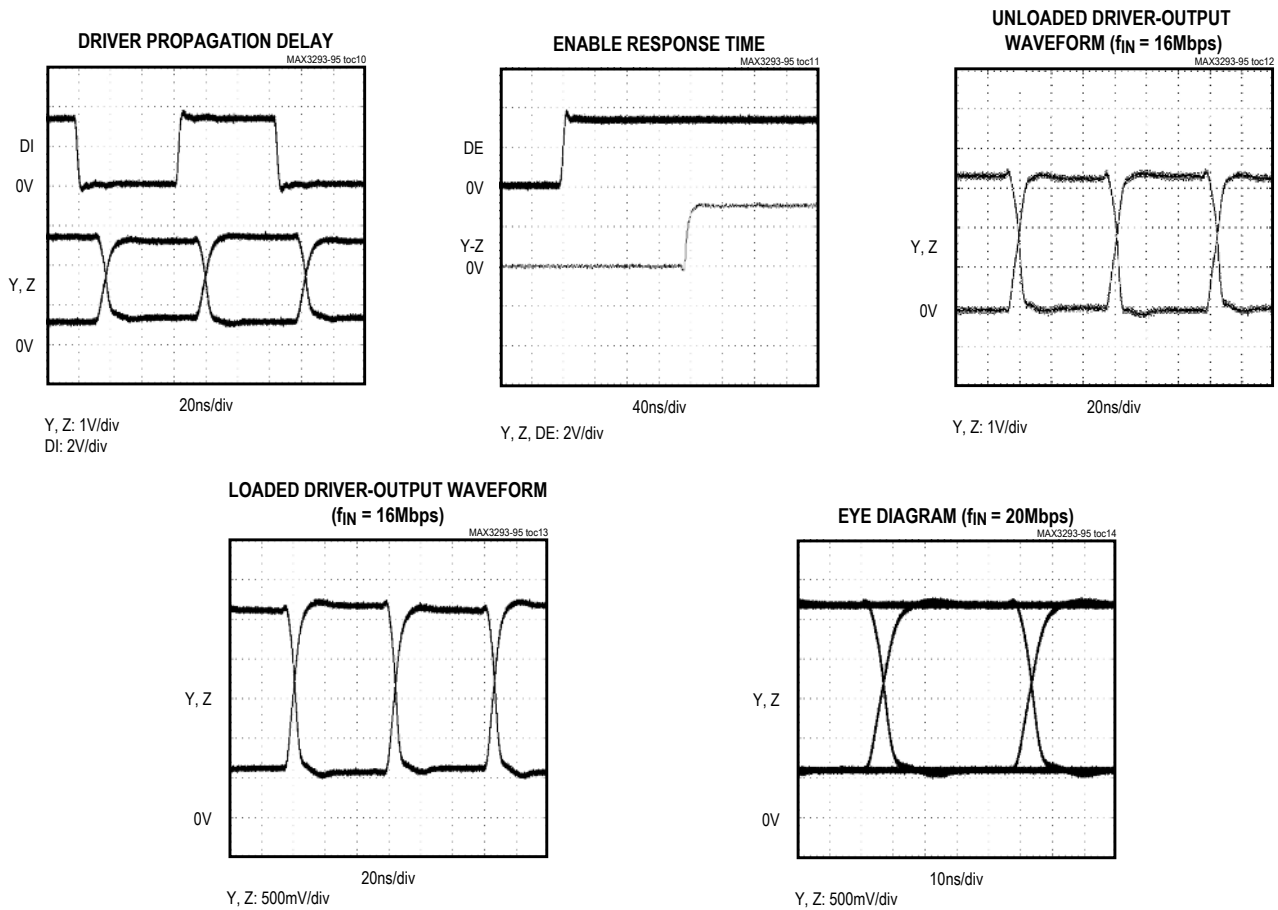 DRIVER PROPAGATION DELAY
MAX3293-95 toc10
DI
0V
Y, Z
0V
20ns/div
Y, Z: 1V/div
DI: 2V/div
ENABLE RESPONSE TIME
MAX3293-95 toc11
DE
0V
Y-Z
0V
40ns/div
Y, Z, DE: 2V/div
UNLOADED DRIVER-OUTPUT
WAVEFORM (fIN = 16Mbps)
MAX3293-95 toc12
Y, Z
0V
20ns/div
Y, Z: 1V/div
LOADED DRIVER-OUTPUT WAVEFORM
(fIN = 16Mbps)
MAX3293-95 toc13
Y, Z
0V
20ns/div
Y, Z: 500mV/div
EYE DIAGRAM (fIN = 20Mbps)
MAX3293-95 toc14
Y, Z
0V
10ns/div
Y, Z: 500mV/div